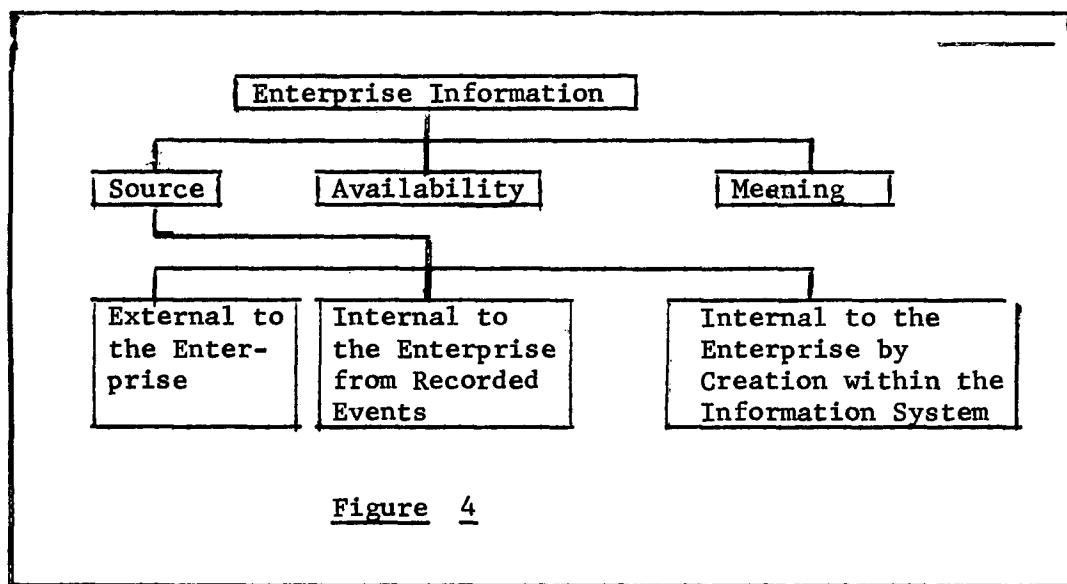 Enterprise Information
Source
Availability
Meaning
External to
the Enter-
prise
Internal to
the Enterprise
from Recorded
Events
Internal to the
Enterprise by
Creation within the
Information System
Figure 4